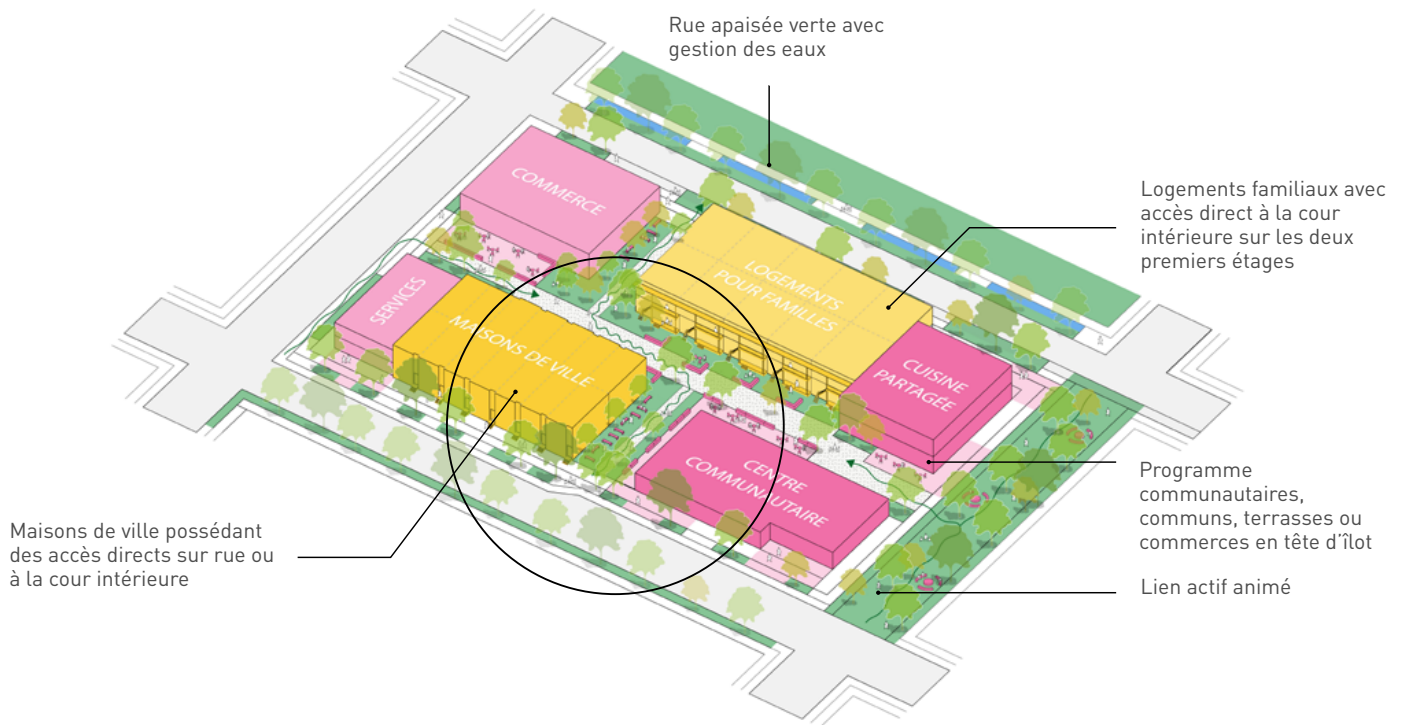 Rue apaisée verte avec
gestion des eaux
Logements familiaux avec
accès direct à la cour
intérieure sur les deux
premiers étages
COMMERCE
LOGEMENTS
POUR FAMILLES
SERVICES
MAISONS DE VILLE
CUISINE
PARTAGÉE
CENTRE
COMMUNAUTAIRE
Programme
communautaires,
communs, terrasses ou
commerces en tête d'îlot
Maisons de ville possédant
des accès directs sur rue ou
à la cour intérieure
Lien actif animé